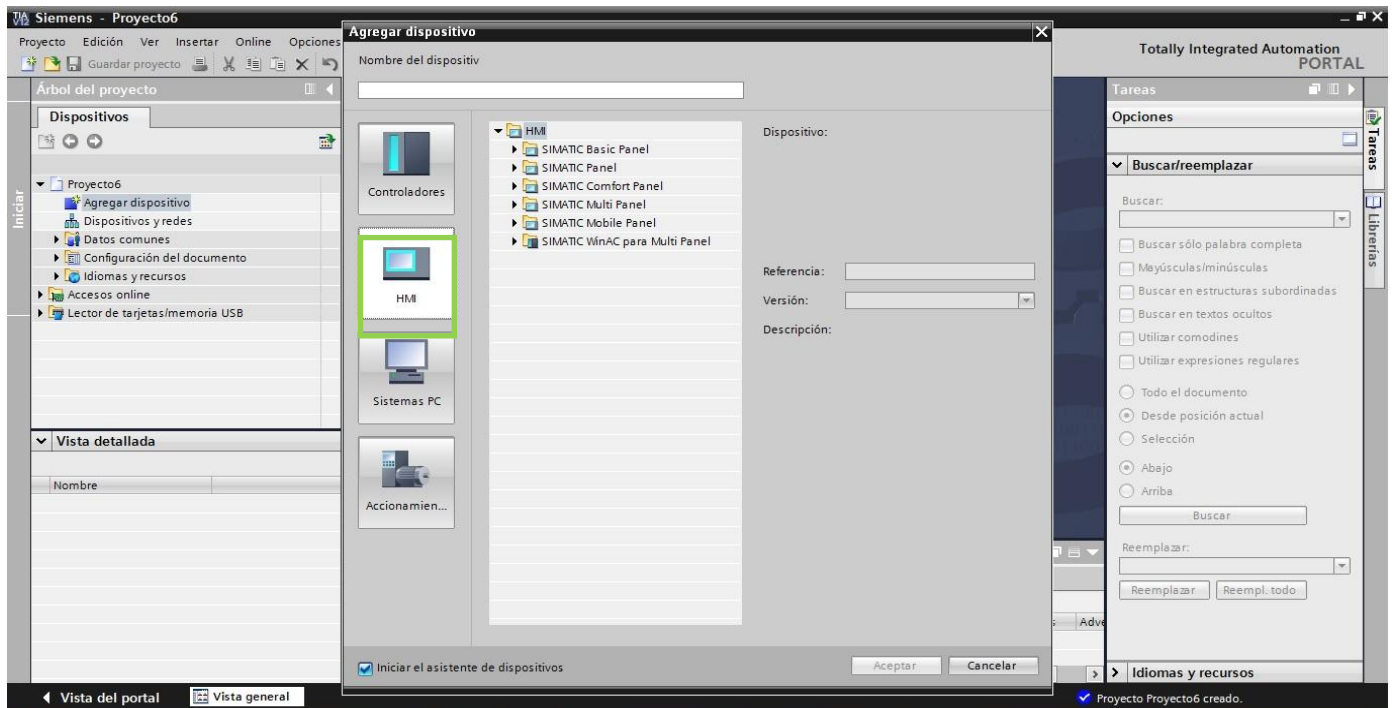 Siemens - Proyecto6
Proyecto Edición Ver Insertar Online Opciones
Guardar proyecto
Totally Integrated Automation
PORTAL
Iniciar
Árbol del proyecto
Dispositivos
Proyecto6
Agregar dispositivo
Dispositivos y redes
Datos comunes
Configuración del documento
Idiomas y recursos
Accesos online
Lector de tarjetas/memoria USB
Vista detallada
Nombre
Agregar dispositivo
Nombre del dispositiv
Controladores
HMI
Sistemas PC
Accionamien...
HMI
SIMATIC Basic Panel
SIMATIC Panel
SIMATIC Comfort Panel
SIMATIC Multi Panel
SIMATIC Mobile Panel
SIMATIC WinAC para Multi Panel
Dispositivo:
Referencia:
Versión:
Descripción:
Iniciar el asistente de dispositivos
Aceptar
Cancelar
s Adve
Tareas
Opciones
Buscar/reemplazar
Buscar:
Buscar sólo palabra completa
Mayúsculas/minúsculas
Buscar en estructuras subordinadas
Buscar en textos ocultos
Utilizar comodines
Utilizar expresiones regulares
Todo el documento
Desde posición actual
Selección
Abajo
Arriba
Buscar
Reemplazar:
Reemplazar Reempl. todo
Idiomas y recursos
Tareas
Librerías
Vista del portal
Vista general
Proyecto Proyecto6 creado.